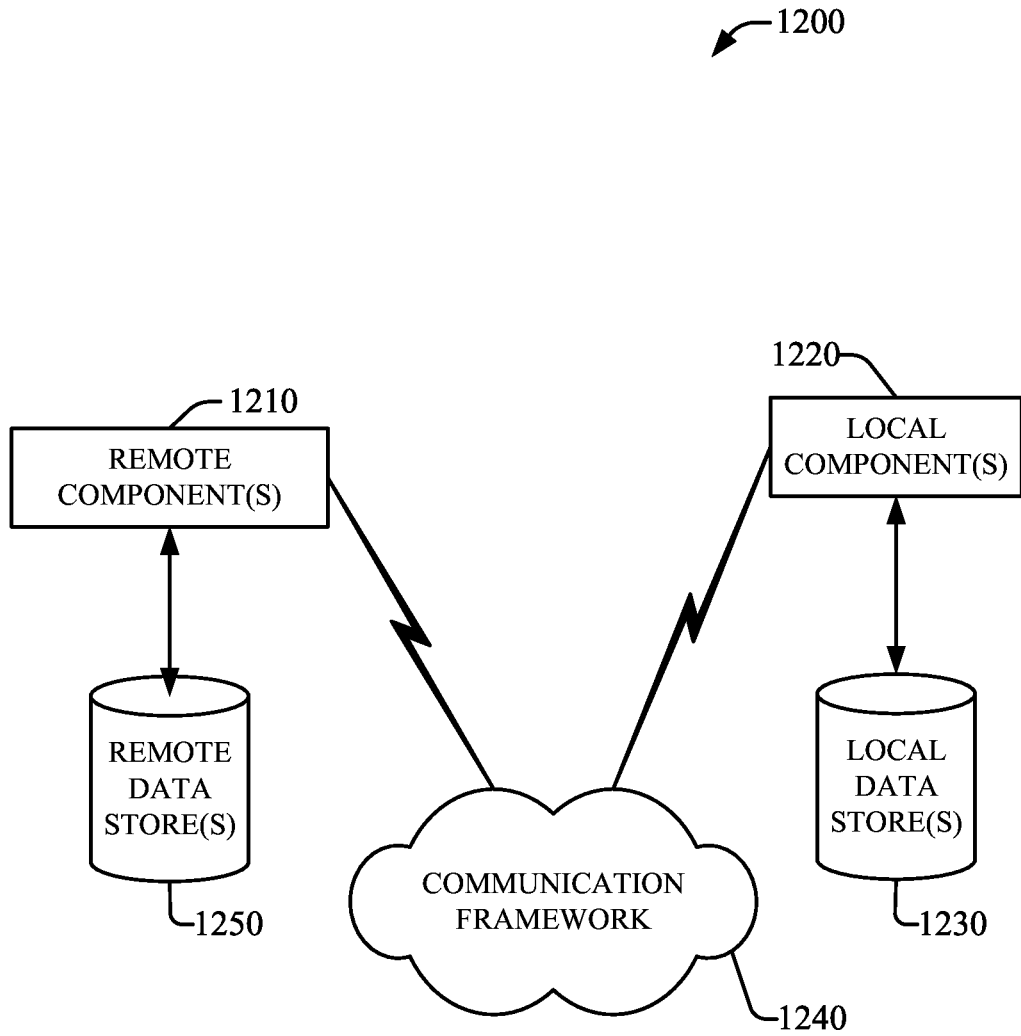 1200
1220
1210
LOCAL
COMPONENT(S)
REMOTE
COMPONENT(S)
REMOTE
DATA
STORE(S)
LOCAL
DATA
STORE(S)
COMMUNICATION
FRAMEWORK
1250
1230
1240